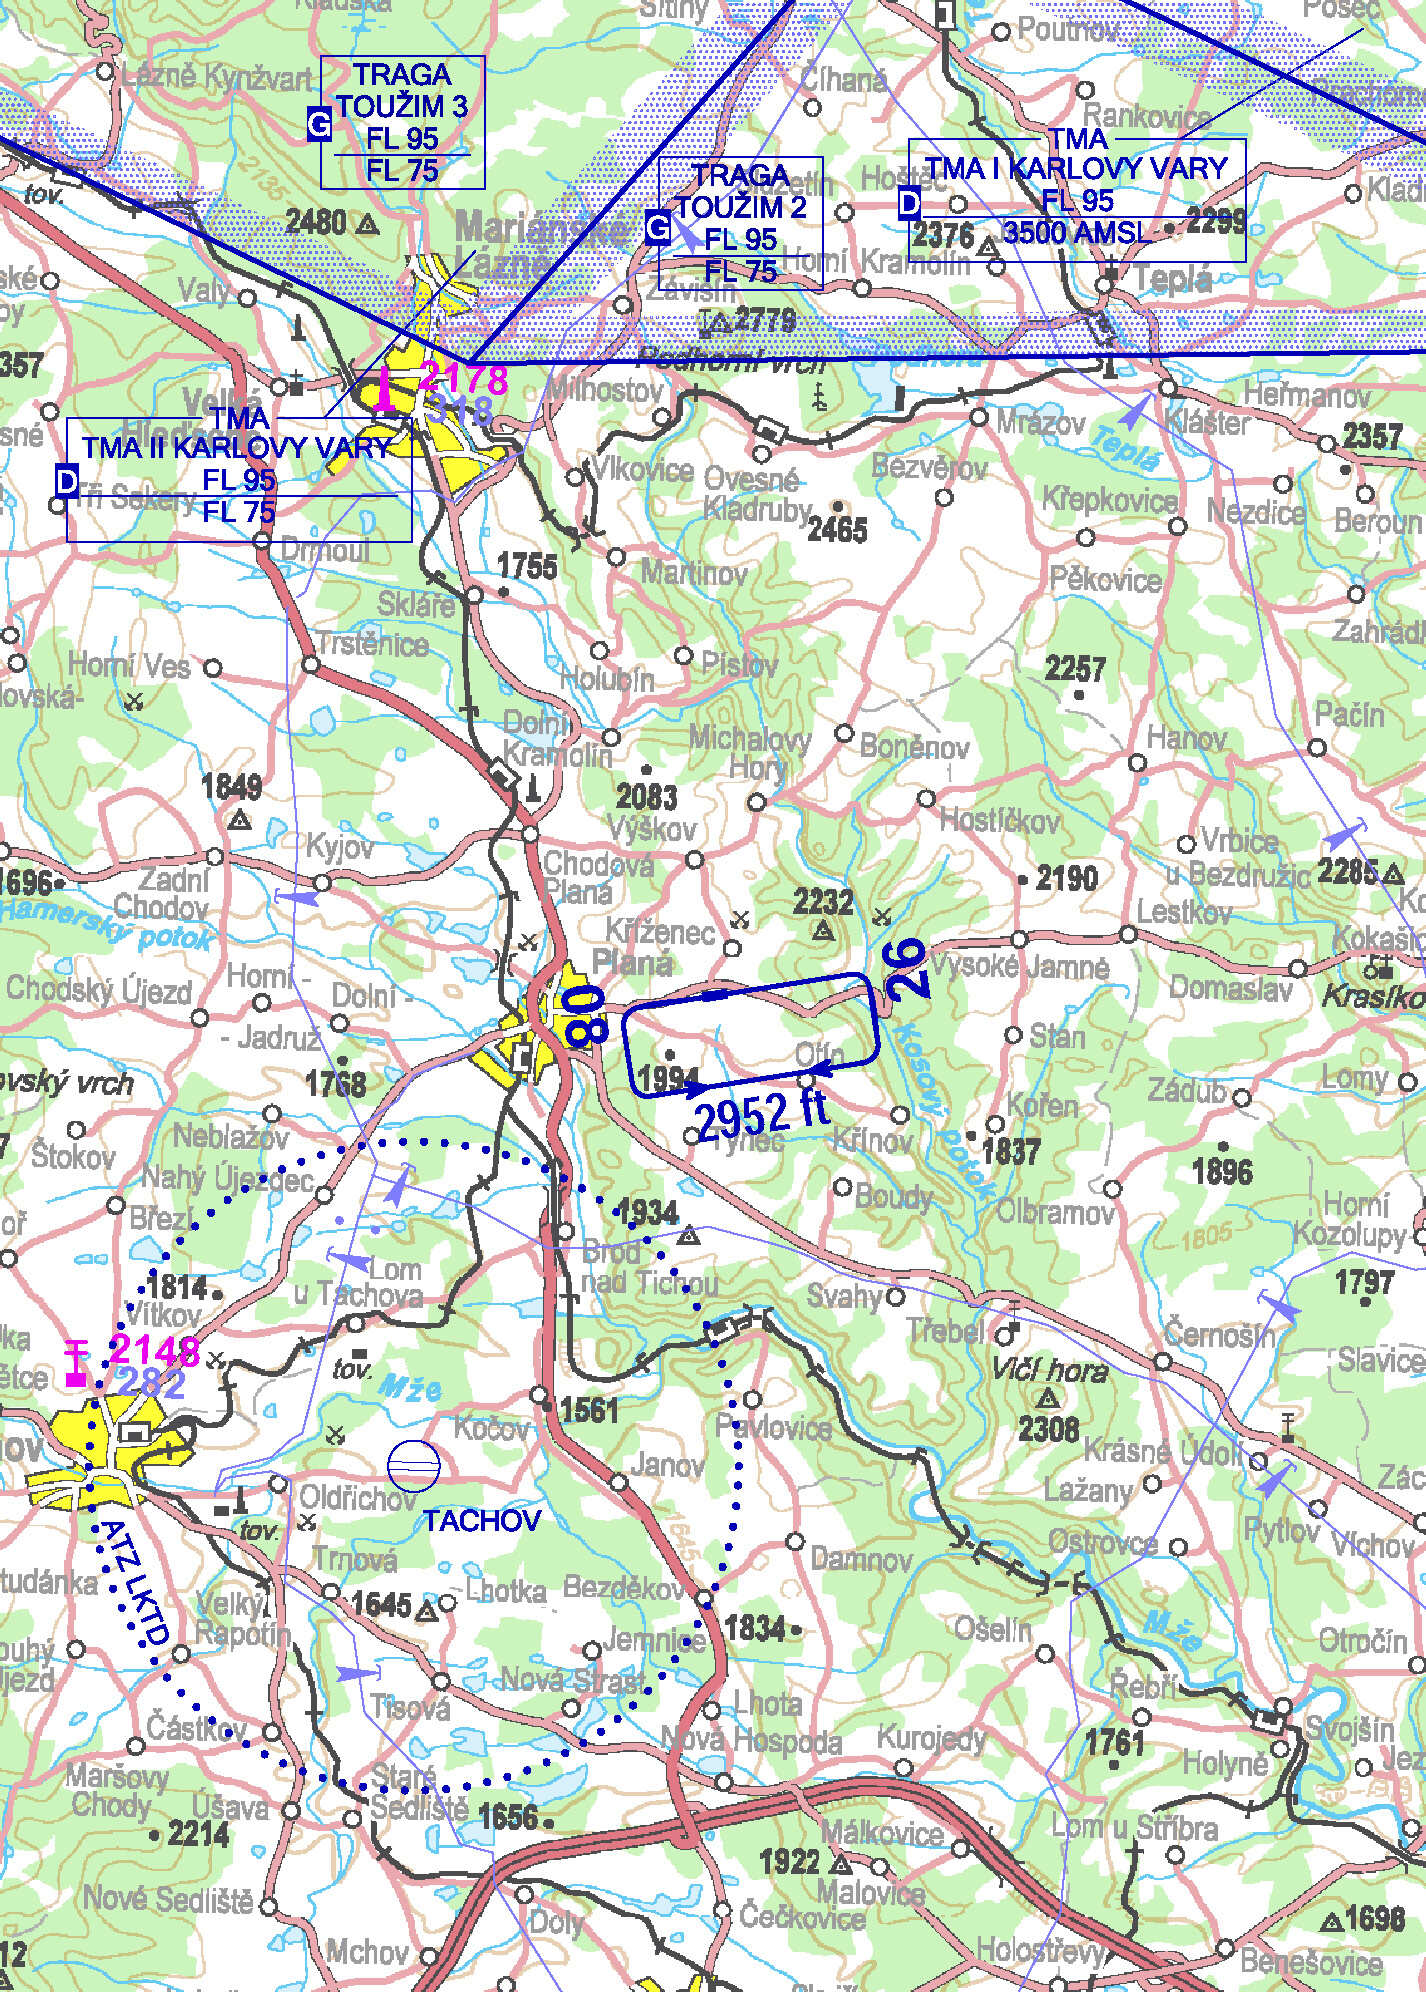 Kladská
Sítiny
Poseč
Poutnov
Lázně Kynžvart
Číhaná
Rankovice
Prachomety
TRAGA
TOUŽIM 3
G
FL 95
FL 75
2135
tov.
TRAGA
TOUŽIM 2
G
FL 95
FL 75
TMA
TMA I KARLOVY VARY
D
FL 95
3500 AMSL
2480
Mariánské
Lázně
Hoštěc
2376
2299
Horní Kramolín
Teplá
Valy
Závišín
2779
Podhorní vrch
357
Milhostov
Heřmanov
2178
318
Velká
Hleďsebe
Mrázov
Klášter
Teplá
2357
TMA
TMA II KARLOVY VARY
D
FL 95
FL 75
Tři Sekery
Vlkovice
Ovesné
Kladruby
Bezvěrov
2465
Křepkovice
Nezdice
Beroun
Drmoul
1755
Martinov
Skláře
Pěkovice
Trstěnice
Horní Ves
Holubín
Pístov
2257
Dolní
Kramolín
Michalovy
Hory
Boněnov
Hanov
Pačín
1849
2083
Výškov
Hostíčkov
Vrbice
u Bezdružic
2285
Kyjov
Chodová
Planá
1696
Zadní
Chodov
Hamerský potok
2232
2190
Lestkov
Kříženec
Planá
26
Vysoké Jamné
Kokašice
Domaslav
Krasíkov
Chodský Újezd
Horní -
Dolní -
- Jadruž
08
Stan
Otín
1994
Kosový potok
1768
2952 ft
Týnec
Křínov
Kořen
Zádub
Lomy
Štokov
Neblažov
1837
1896
Nahý Újezdec
Březí
1934
Boudy
Olbramov
Horní
Kozolupy
1805
Brod
nad Tichou
Lom
u Tachova
1814
Vítkov
Svahy
1797
Třebel
Černošín
2148
282
tov.
Mže
Vlčí hora
2308
Slavice
1561
Kočov
Pavlovice
Krásné Údolí
Lažany
Janov
Oldřichov
TACHOV
tov.
1645
Pytlov
Víchov
Ostrovce
ATZ LKTD
Trnová
Damnov
Lhotka
Bezděkov
Velký
Rapotín
1645
1834
Jemnice
Ošelín
Mže
Otročín
Nová Strast
Řebří
Tisová
Lhota
Částkov
Nová Hospoda
Kurojedy
Svojšín
1761
Holyně
Maršovy
Chody
Úšava
Staré
Sedliště
1656
2214
Málkovice
Lom u Stříbra
1922
Malovice
Nové Sedliště
Doly
Čečkovice
1698
Mchov
Holostřevy
Benešovice